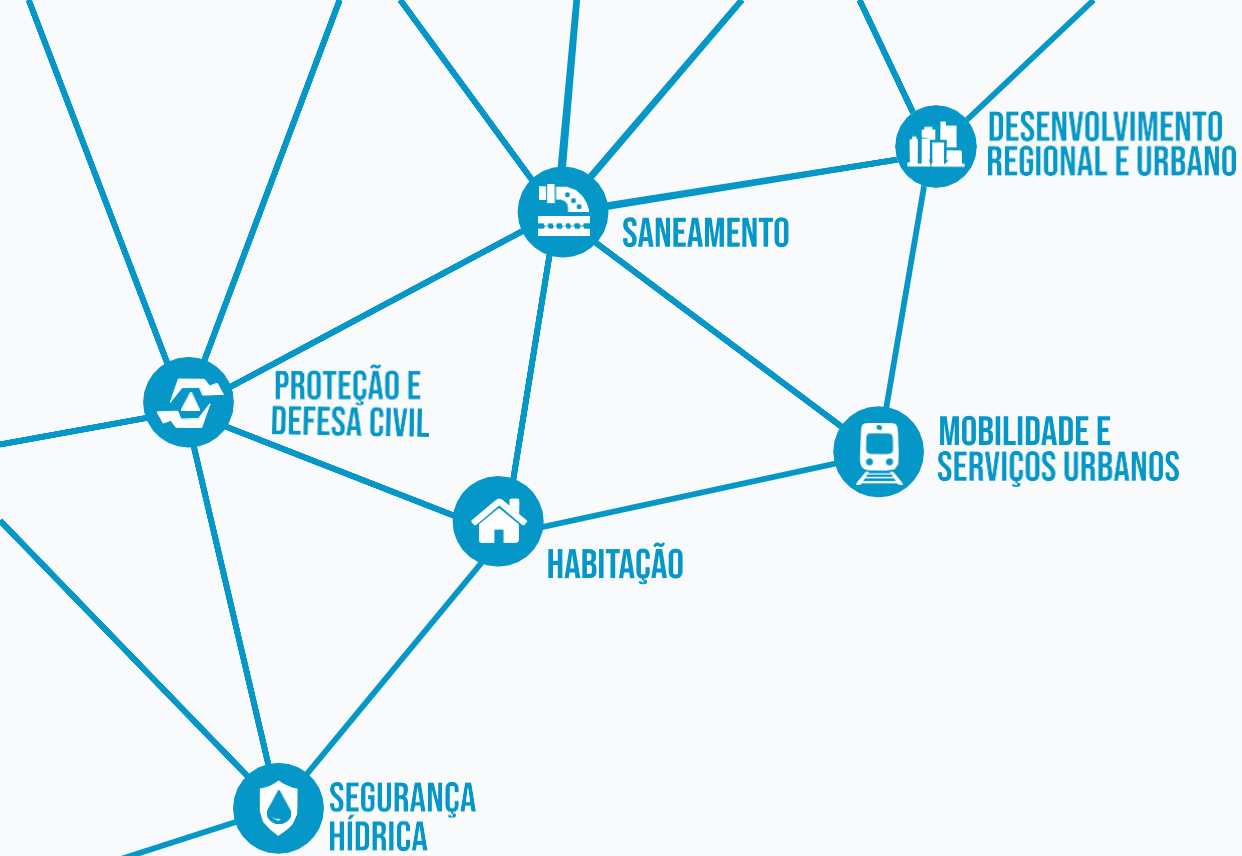 DESENVOLVIMENTO
REGIONAL E URBANO
SANEAMENTO
PROTEÇÃO E
DEFESA CIVIL
MOBILIDADE E
SERVIÇOS URBANOS
HABITAÇÃO
SEGURANÇA
HÍDRICA